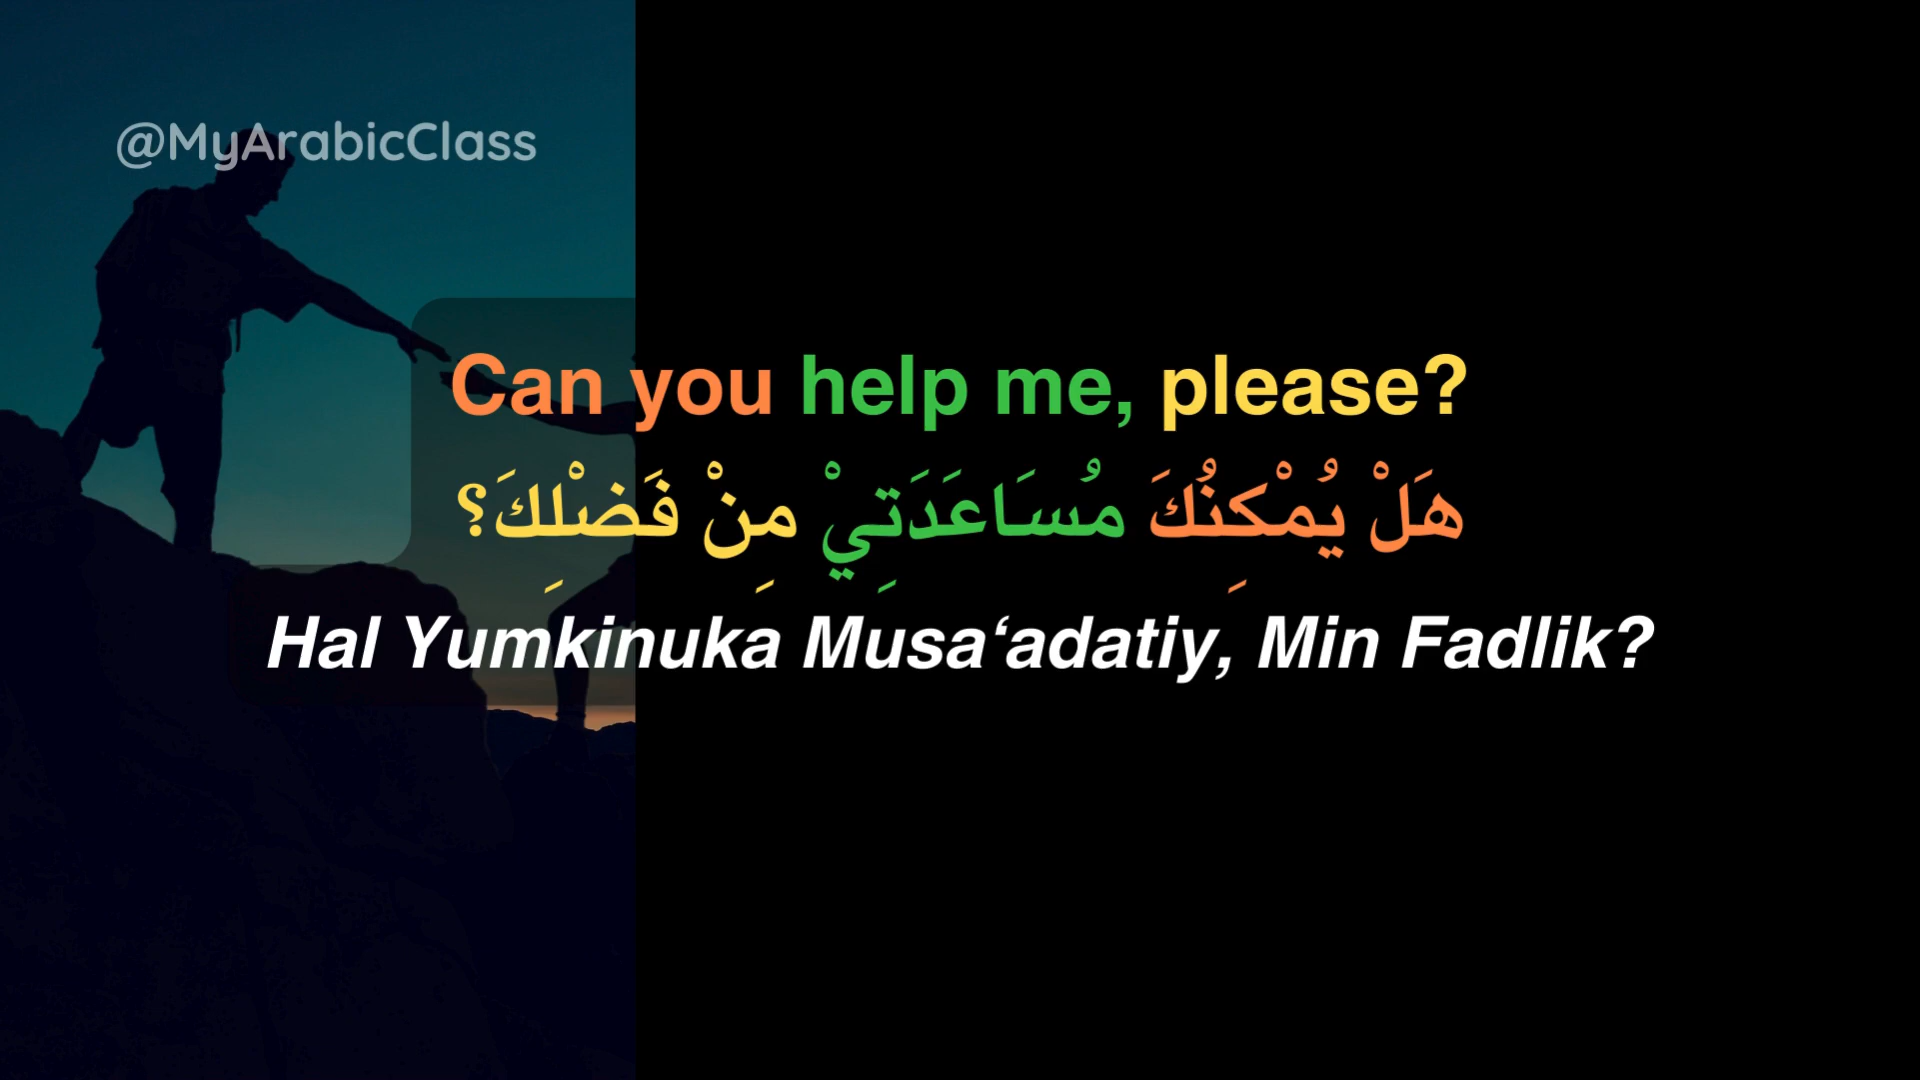 @MyArabicClass
Can you help me, please?
هَلْ يُمْكِنُكَ مُسَاعَدَتِيْ مِنْ فَضْلِكَ؟
Hal Yumkinuka Musa‘adatiy, Min Fadlik?